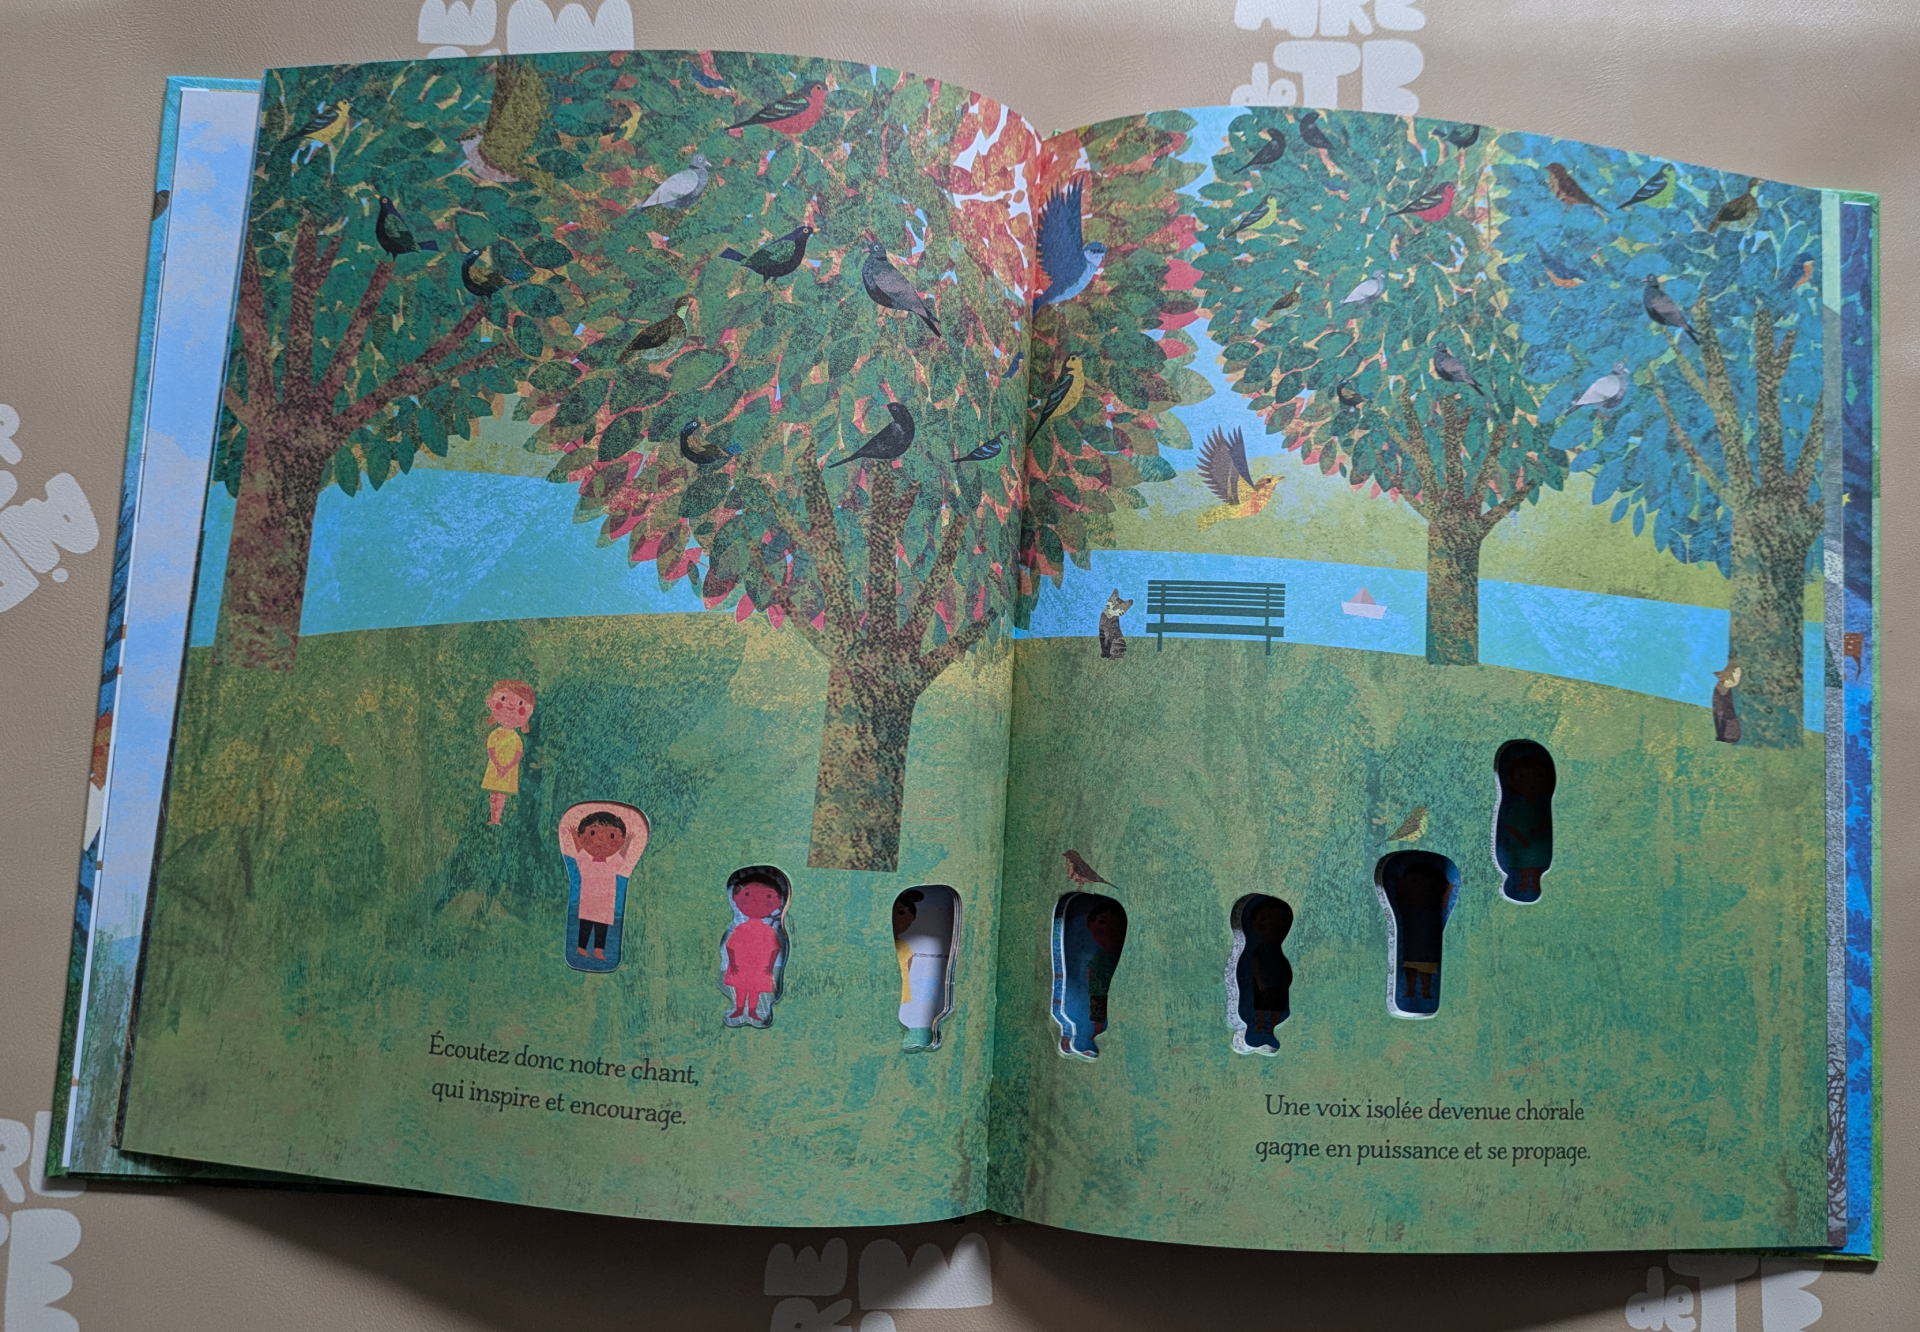 Écoutez donc notre chant,
qui inspire et encourage.
Une voix isolée devenue chorale
gagne en puissance et se propage.